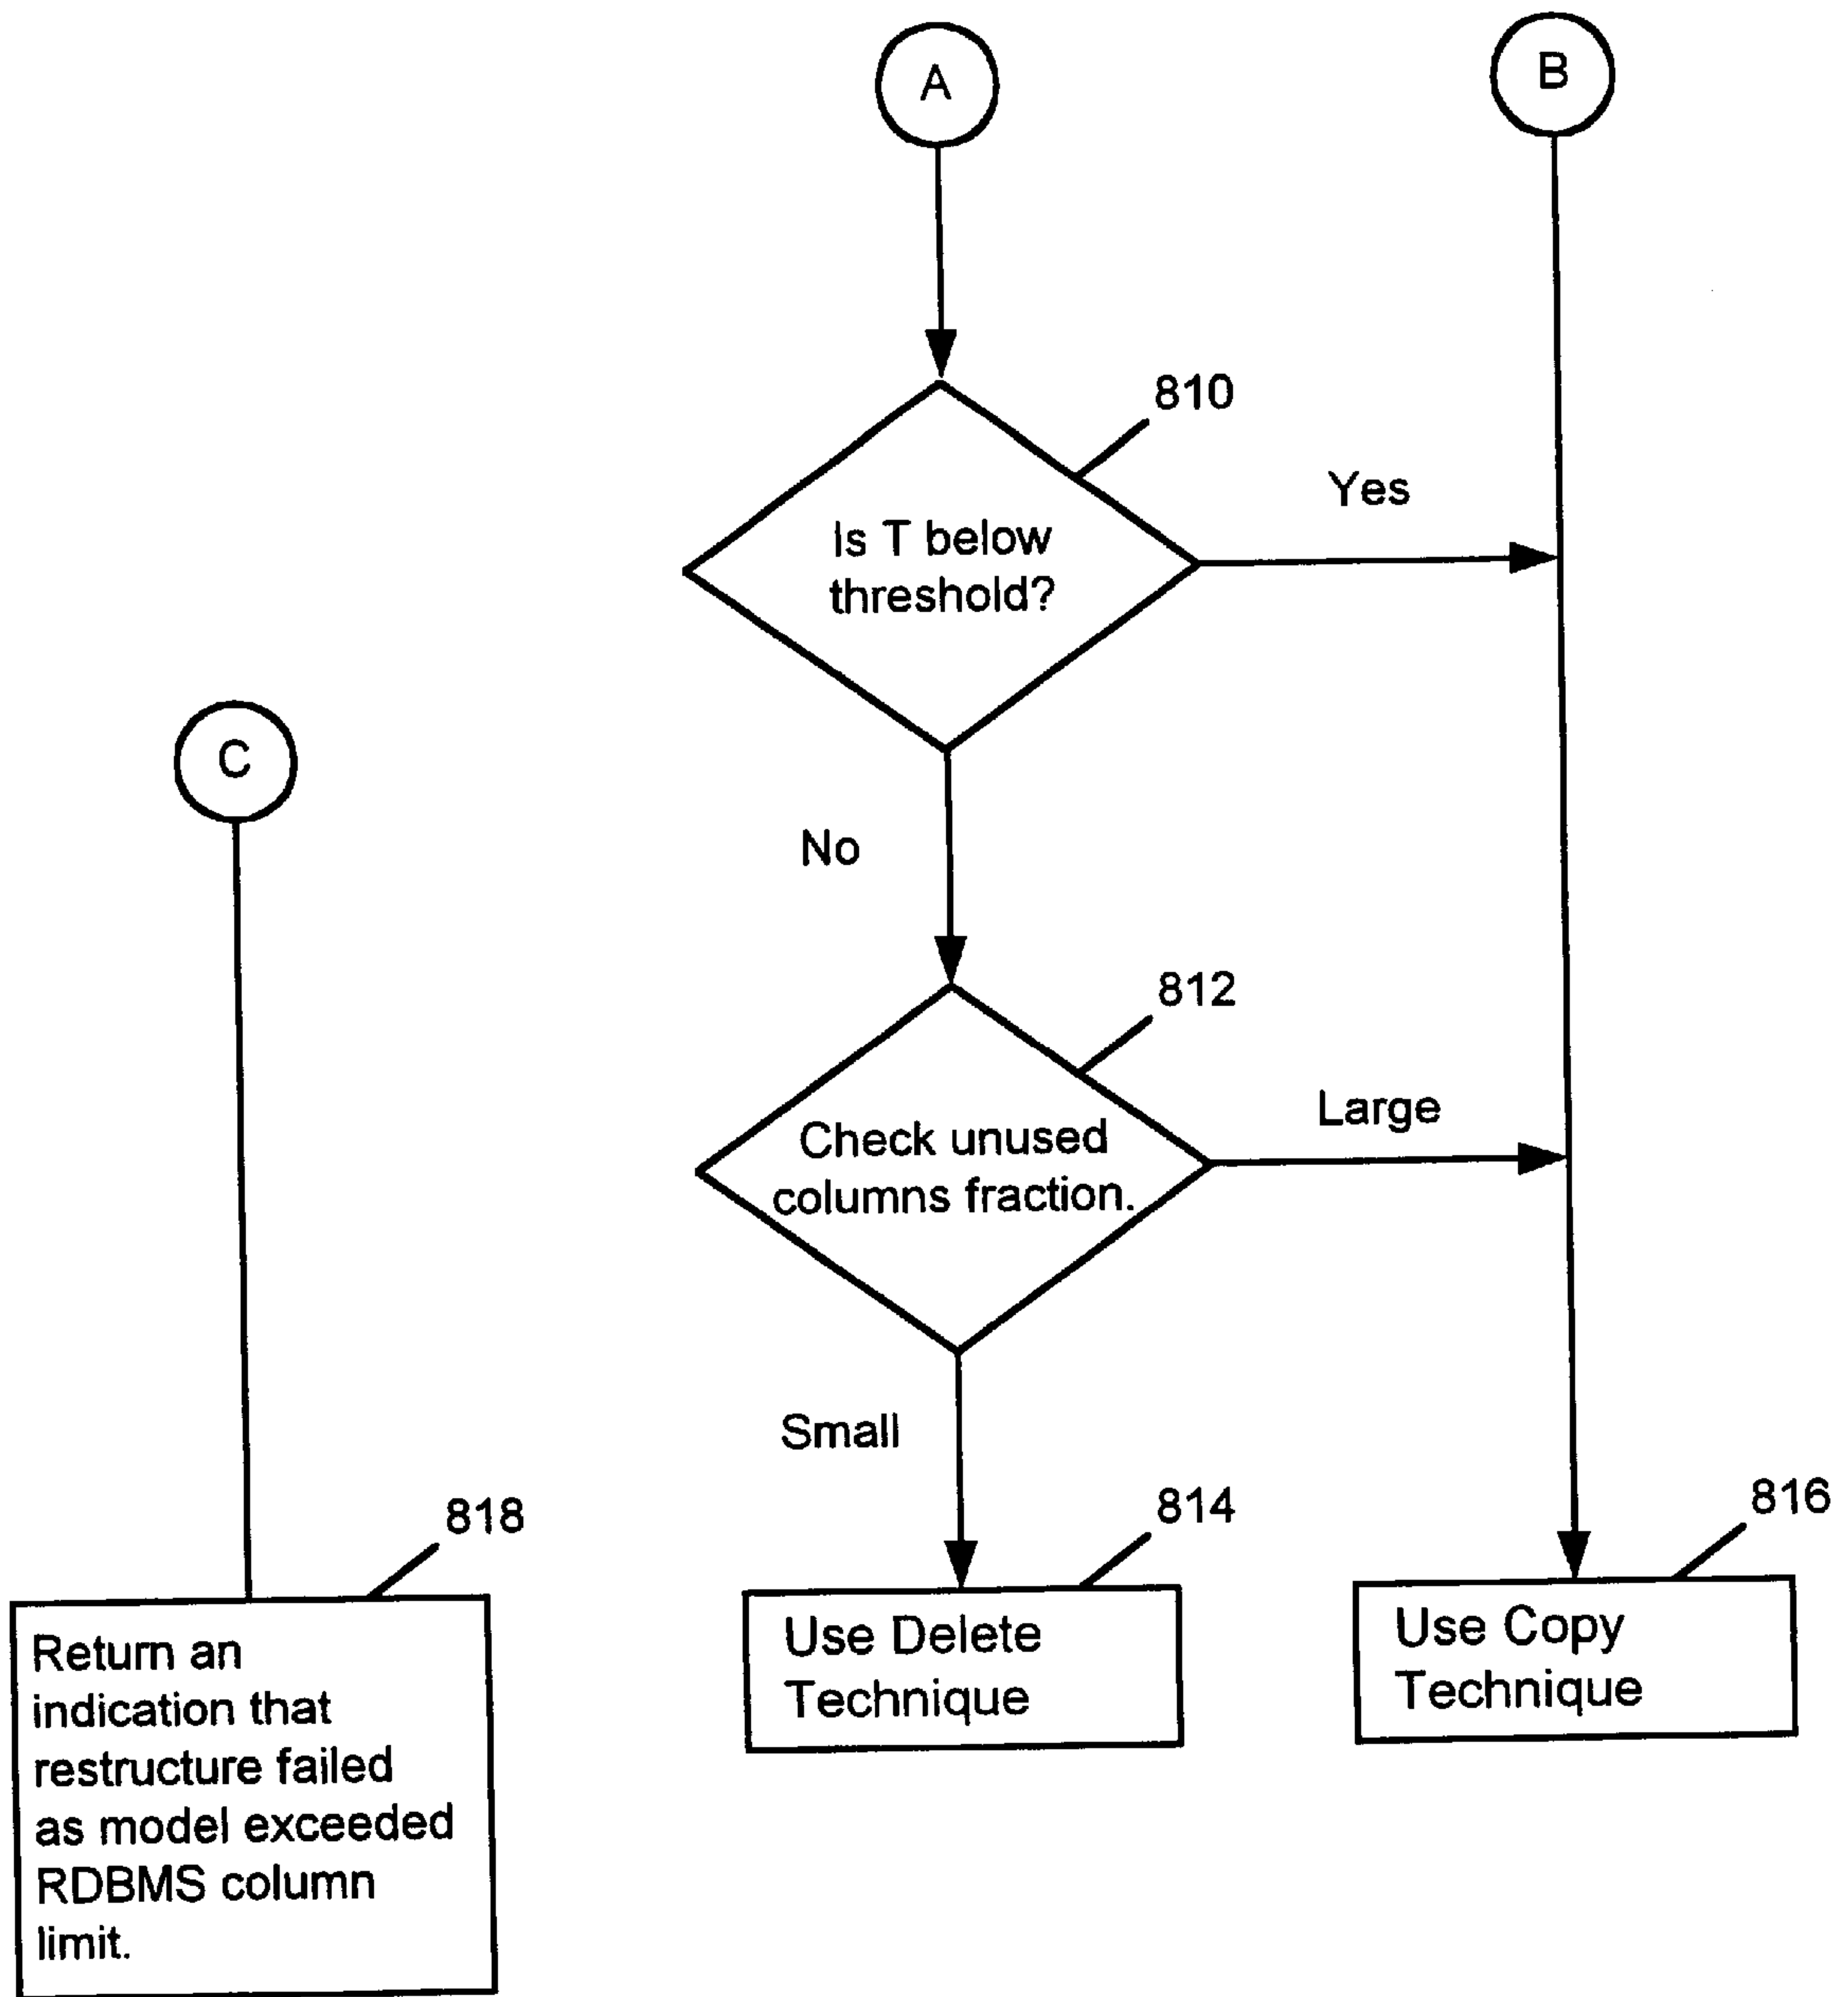 A
B
810
Yes
Is T below
threshold?
C
No
812
Large
Check unused
columns fraction.
Small
818
814
816
Return an
indication that
restructure failed
as model exceeded
RDBMS column
limit.
Use Delete
Technique
Use Copy
Technique